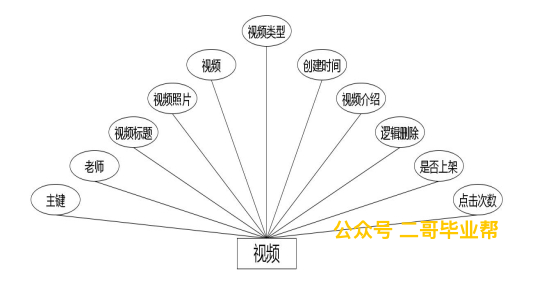 视频类型
视频
创建时间
视频照片
视频介绍
视频标题
逻辑删除
老师
是否上架
主键
点击次数
公众号 二哥毕业帮
视频